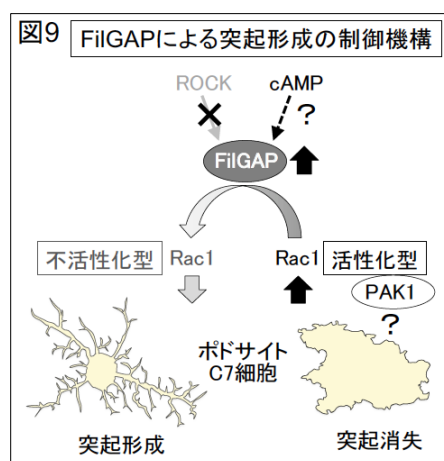 図9 FilGAPによる突起形成の制御機構
ROCK cAMP
?
FilGAP
不活性化型 Rac1 Rac1 活性化型
PAK1
?
ポドサイト
C7細胞
突起形成 突起消失